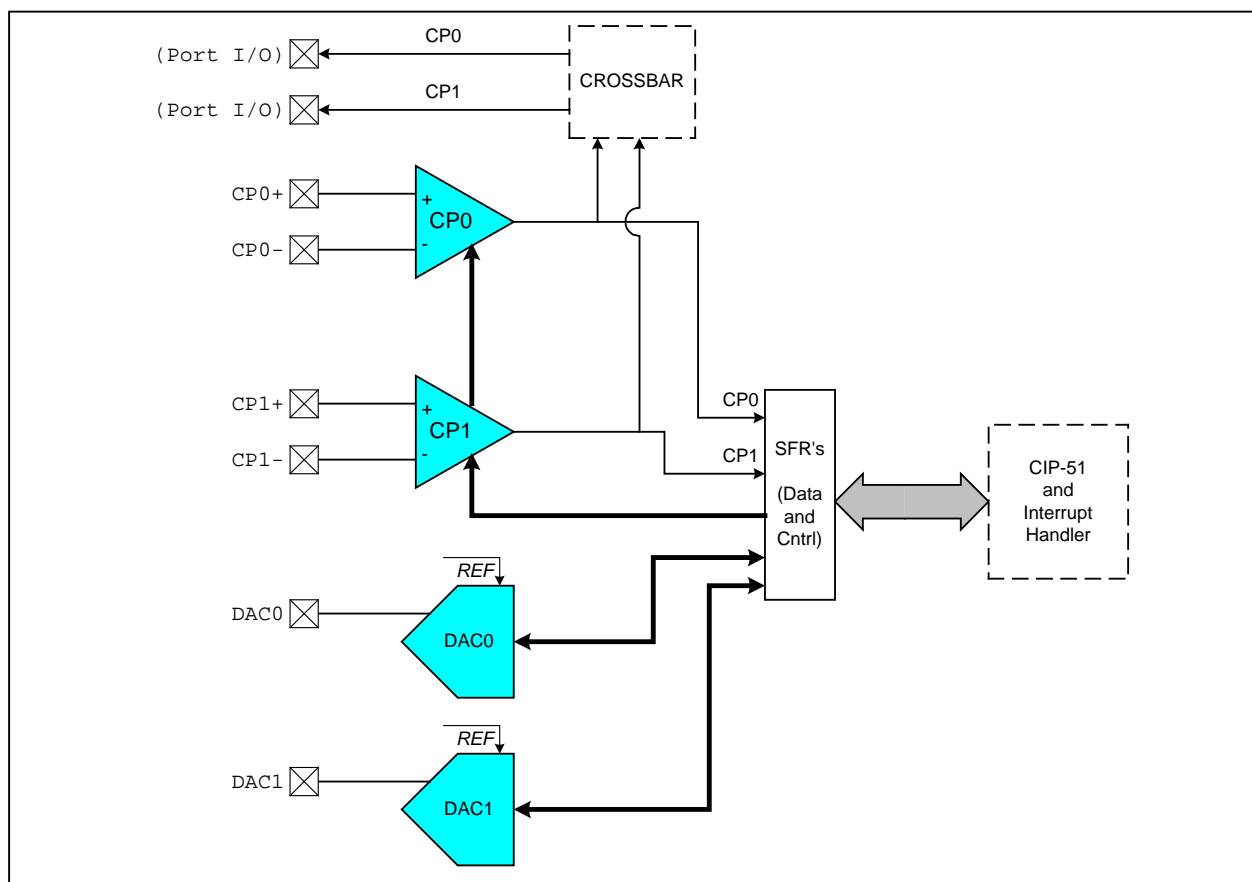 CP0
(Port I/O)
CROSSBAR
CP1
(Port I/O)
CP0+
+
CP0
CP0-
-
CP1+
+
CP0
CP1
CP1-
-
CP1
SFR's
(Data
and
Cntrl)
CIP-51
and
Interrupt
Handler
REF
DAC0
DAC0
REF
DAC1
DAC1